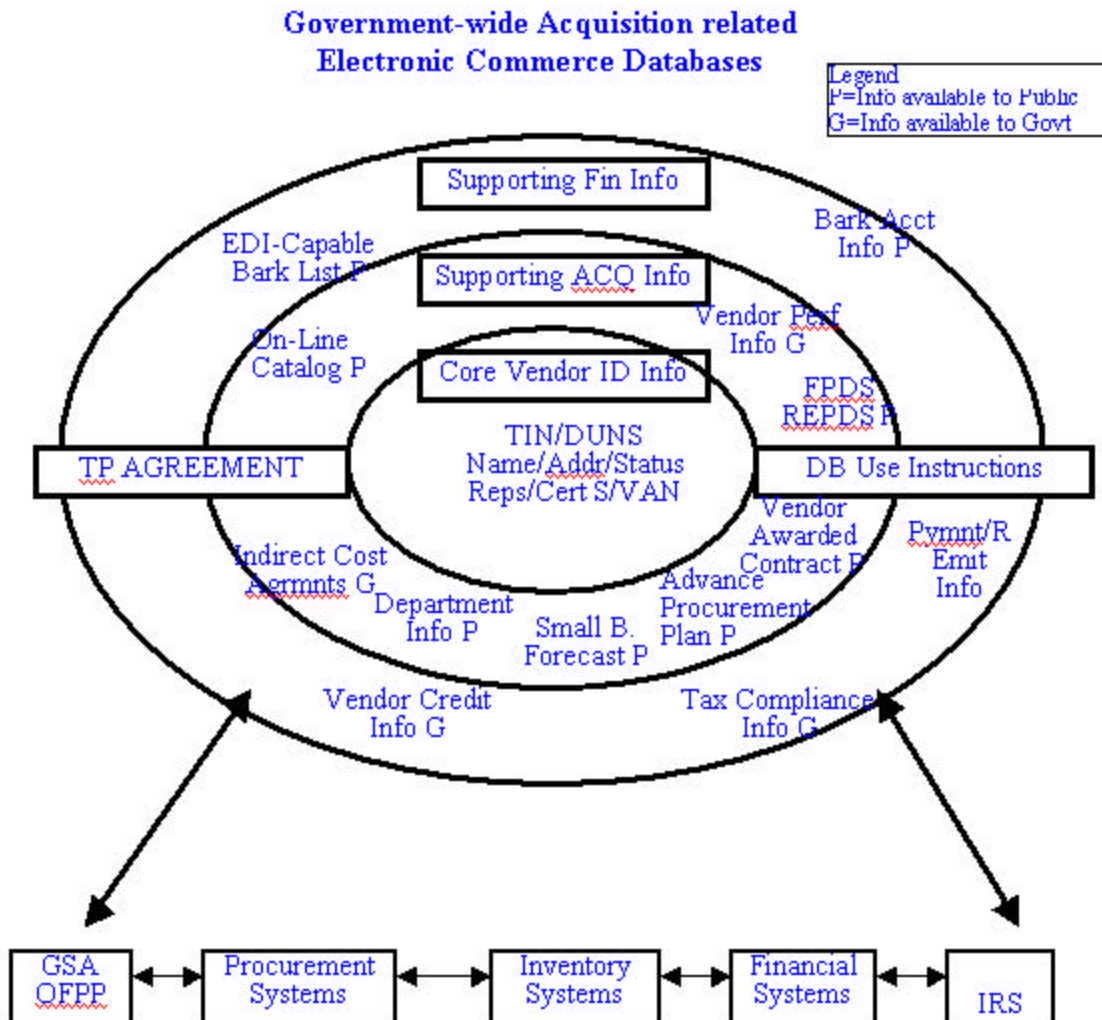 Government-wide Acquisition related
Electronic Commerce Databases
Legend
P=Info available to Public
G=Info available to Govt
Supporting Fin Info
Bark Acct
Info P
EDI-Capable
Bark List P
Supporting ACQ Info
Vendor Perf
Info G
On-Line
Catalog P
Core Vendor ID Info
FPDS
REPDS P
TIN/DUNS
Name/Addr/Status
Reps/Cert S/VAN
TP AGREEMENT
DB Use Instructions
Vendor
Awarded
Contract P
Pymnt/R
Emit
Info
Indirect Cost
Agrmnts G
Department
Info P
Small B.
Forecast P
Advance
Procurement
Plan P
Vendor Credit
Info G
Tax Compliance
Info G
GSA
OFPP
Procurement
Systems
Inventory
Systems
Financial
Systems
IRS